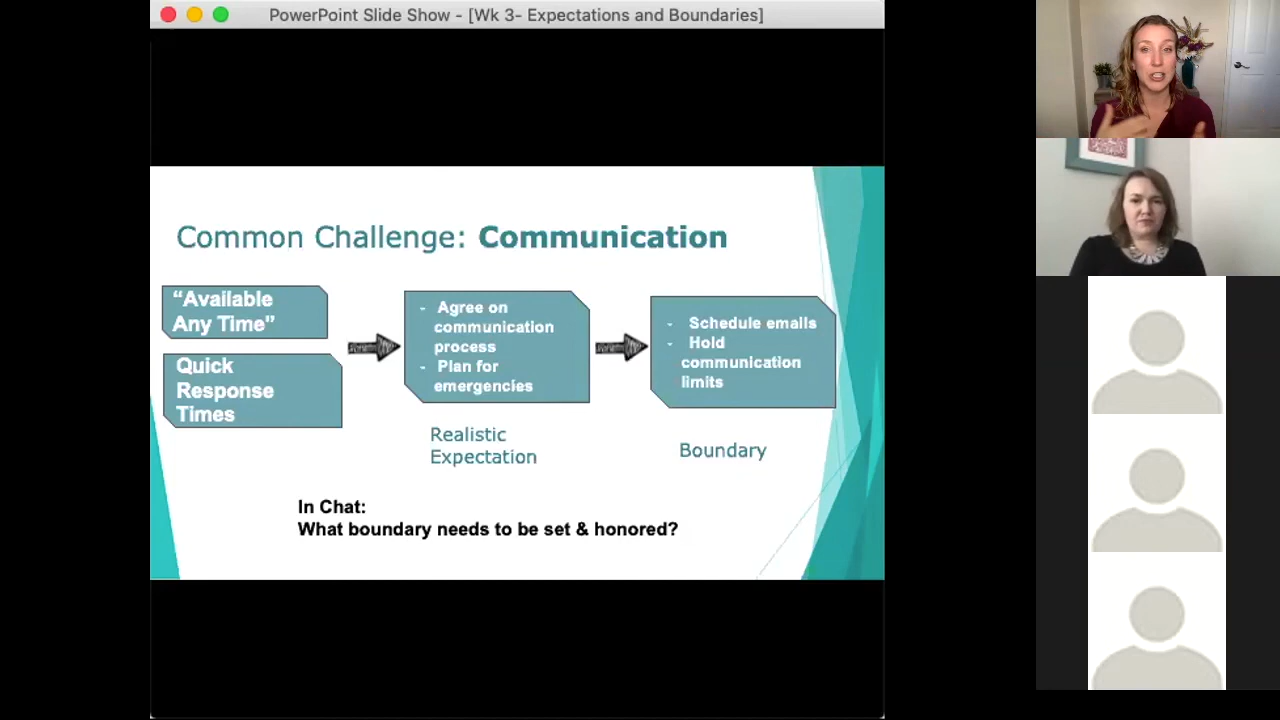 PowerPoint Slide Show - [Wk 3- Expectations and Boundaries]
Common Challenge: Communication
“Available
Any Time”
Quick
Response
Times
- Agree on
communication
process
- Plan for
emergencies
Realistic
Expectation
- Schedule emails
- Hold
communication
limits
Boundary
In Chat:
What boundary needs to be set & honored?